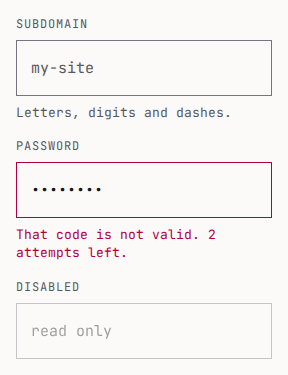 SUBDOMAIN
my-site
Letters, digits and dashes.
PASSWORD
••••••••
That code is not valid. 2
attempts left.
DISABLED
read only